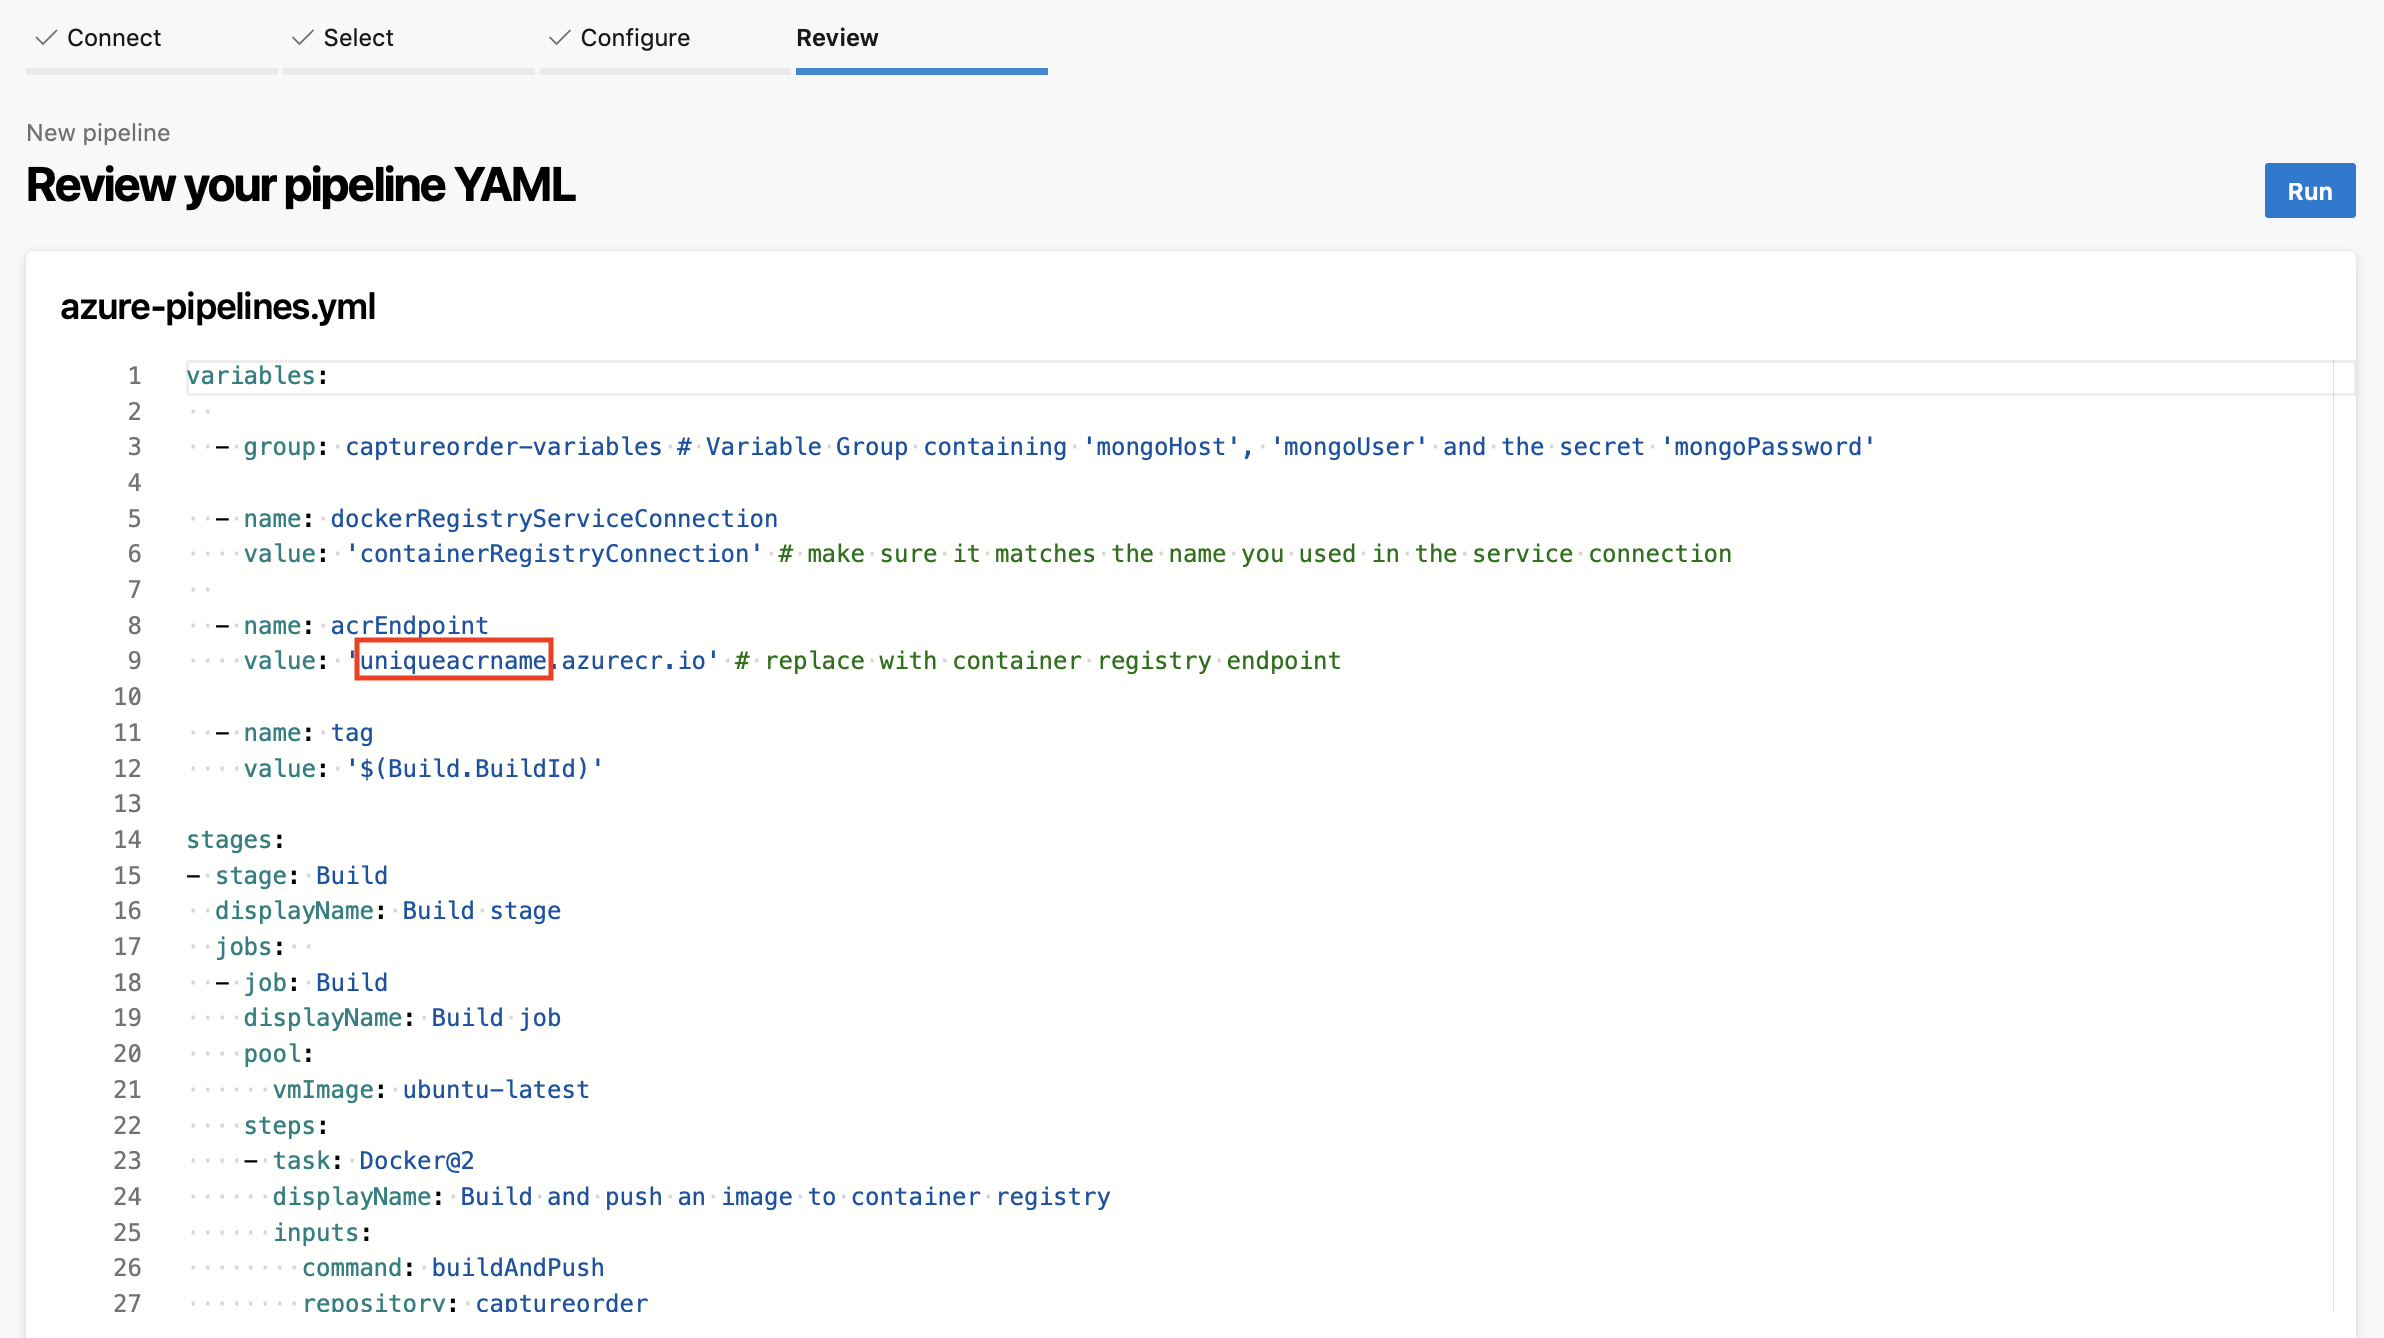 Connect Select Configure Review
New pipeline
Review your pipeline YAML
Run
azure-pipelines.yml
1 variables:
2
3   - group: captureorder-variables # Variable Group containing 'mongoHost', 'mongoUser' and the secret 'mongoPassword'
4
5   - name: dockerRegistryServiceConnection
6     value: 'containerRegistryConnection' # make sure it matches the name you used in the service connection
7
8   - name: acrEndpoint
9     value: 'uniqueacrname.azurecr.io' # replace with container registry endpoint
10
11   - name: tag
12     value: '$(Build.BuildId)'
13
14 stages:
15 - stage: Build
16   displayName: Build stage
17   jobs:
18   - job: Build
19     displayName: Build job
20     pool:
21       vmImage: ubuntu-latest
22     steps:
23     - task: Docker@2
24       displayName: Build and push an image to container registry
25       inputs:
26         command: buildAndPush
27         repository: captureorder